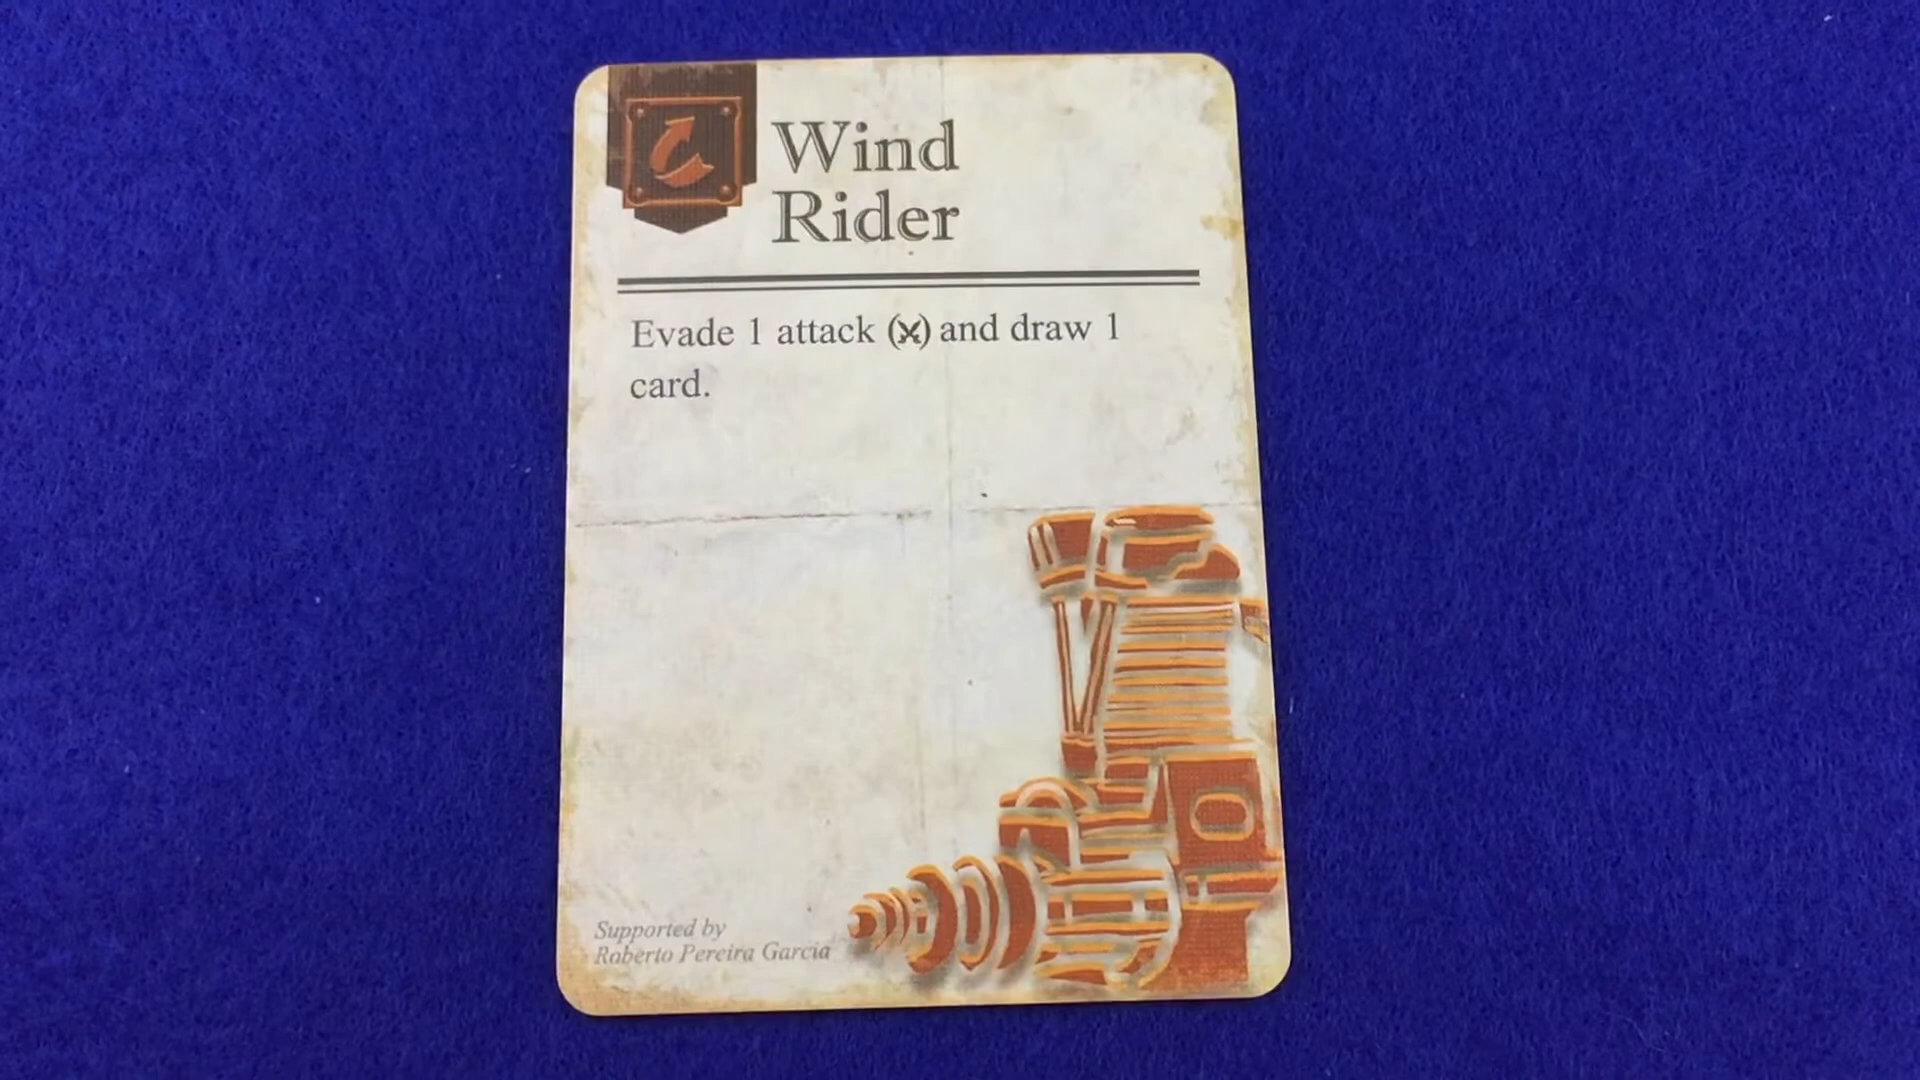 Wind
Rider
Evade 1 attack (⚔) and draw 1
card.
Supported by
Roberto Pereira Garcia